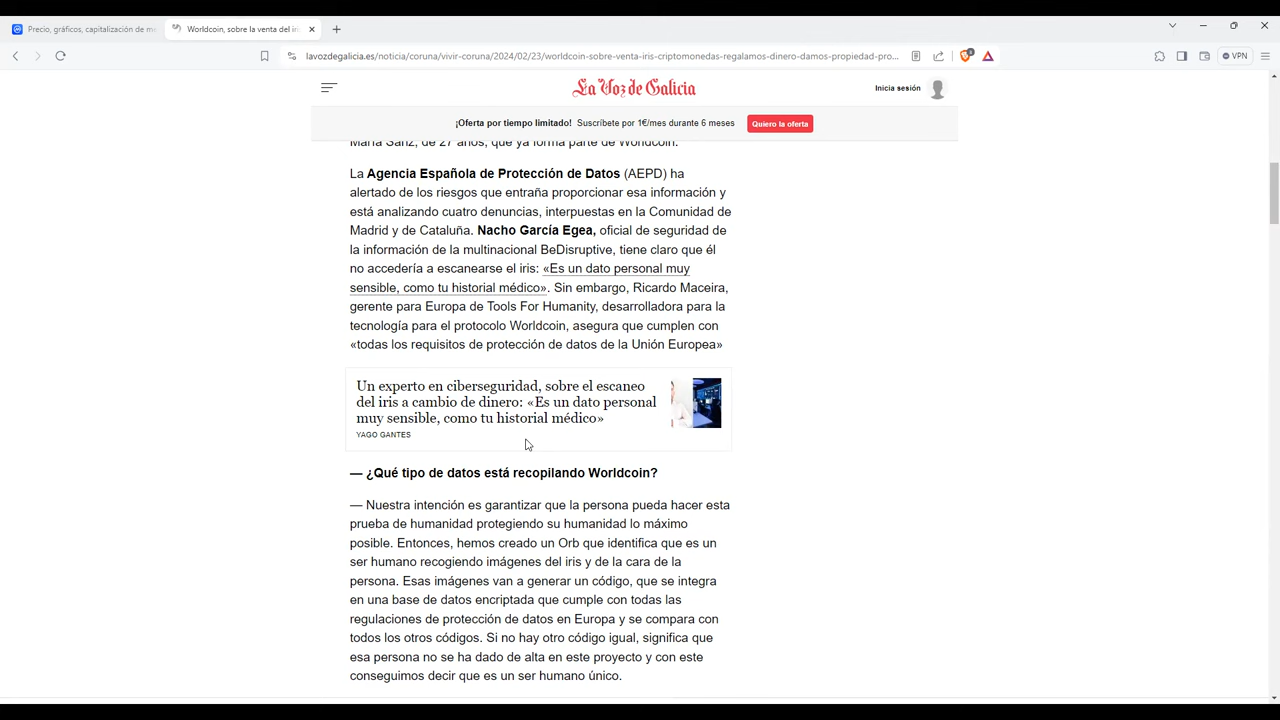 Precio, gráficos, capitalización de m
Worldcoin, sobre la venta del iri
lavozdegalicia.es/noticia/coruna/vivir-coruna/2024/02/23/worldcoin-sobre-venta-iris-criptomonedas-regalamos-dinero-damos-propiedad-pro...
VPN
La Voz de Galicia
Inicia sesión
¡Oferta por tiempo limitado! Suscríbete por 1€/mes durante 6 meses
Quiero la oferta
María Sanz, de 27 años, que ya forma parte de Worldcoin.
La Agencia Española de Protección de Datos (AEPD) ha
alertado de los riesgos que entraña proporcionar esa información y
está analizando cuatro denuncias, interpuestas en la Comunidad de
Madrid y de Cataluña. Nacho García Egea, oficial de seguridad de
la información de la multinacional BeDisruptive, tiene claro que él
no accedería a escanearse el iris: «Es un dato personal muy
sensible, como tu historial médico». Sin embargo, Ricardo Maceira,
gerente para Europa de Tools For Humanity, desarrolladora para la
tecnología para el protocolo Worldcoin, asegura que cumplen con
«todas los requisitos de protección de datos de la Unión Europea»
Un experto en ciberseguridad, sobre el escaneo
del iris a cambio de dinero: «Es un dato personal
muy sensible, como tu historial médico»
YAGO GANTES
— ¿Qué tipo de datos está recopilando Worldcoin?
— Nuestra intención es garantizar que la persona pueda hacer esta
prueba de humanidad protegiendo su humanidad lo máximo
posible. Entonces, hemos creado un Orb que identifica que es un
ser humano recogiendo imágenes del iris y de la cara de la
persona. Esas imágenes van a generar un código, que se integra
en una base de datos encriptada que cumple con todas las
regulaciones de protección de datos en Europa y se compara con
todos los otros códigos. Si no hay otro código igual, significa que
esa persona no se ha dado de alta en este proyecto y con este
conseguimos decir que es un ser humano único.